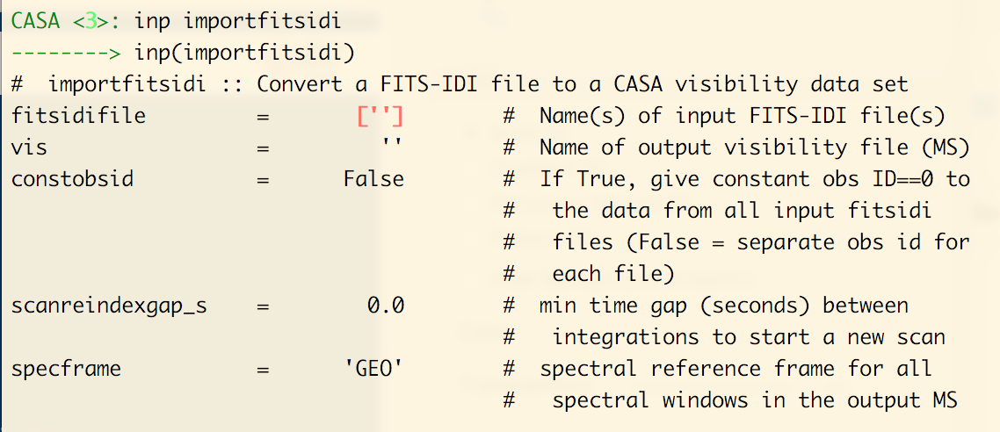 CASA <3>: inp importfitsidi
--------> inp(importfitsidi)
#  importfitsidi :: Convert a FITS-IDI file to a CASA visibility data set
fitsidifile         =       ['']        #  Name(s) of input FITS-IDI file(s)
vis                 =         ''        #  Name of output visibility file (MS)
constobsid          =      False        #  If True, give constant obs ID==0 to
                                        #   the data from all input fitsidi
                                        #   files (False = separate obs id for
                                        #   each file)
scanreindexgap_s    =        0.0        #  min time gap (seconds) between
                                        #   integrations to start a new scan
specframe           =      'GEO'        #  spectral reference frame for all
                                        #   spectral windows in the output MS